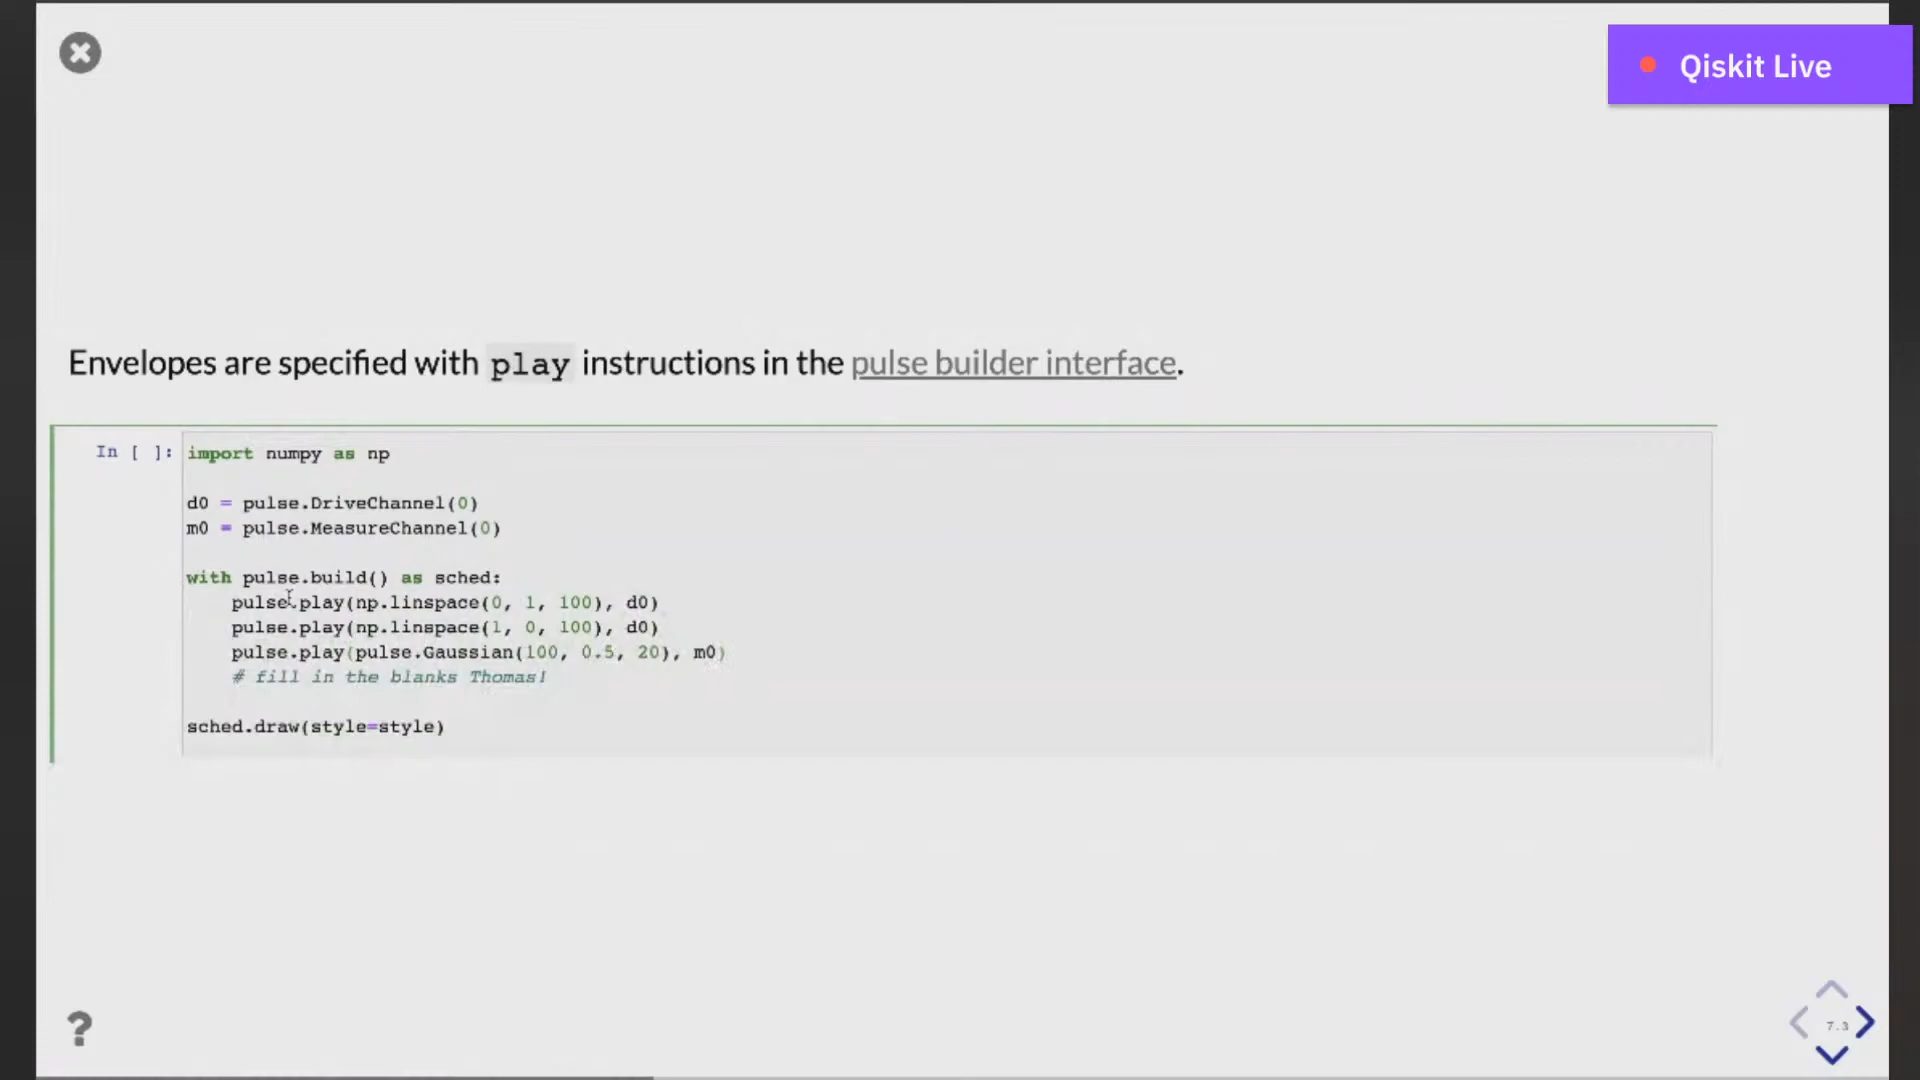 Qiskit Live
Envelopes are specified with play instructions in the pulse builder interface.
In [ ]: import numpy as np
d0 = pulse.DriveChannel(0)
m0 = pulse.MeasureChannel(0)
with pulse.build() as sched:
pulse.play(np.linspace(0, 1, 100), d0)
pulse.play(np.linspace(1, 0, 100), d0)
pulse.play(pulse.Gaussian(100, 0.5, 20), m0)
# fill in the blanks Thomas!
sched.draw(style=style)
?
7.3